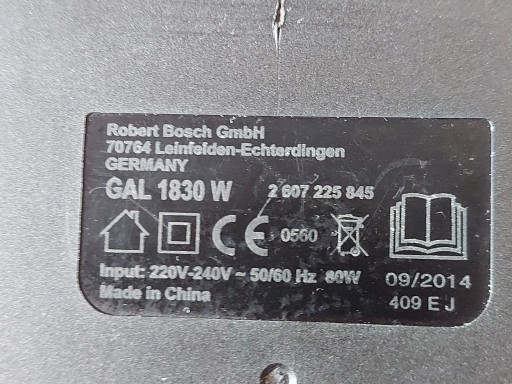 Robert Bosch GmbH
70764 Leinfelden-Echterdingen
GERMANY
GAL 1830 W 2 607 225 845
CE 0560
Input: 220V-240V ~ 50/60 Hz 80W
Made in China
09/2014
409 E J